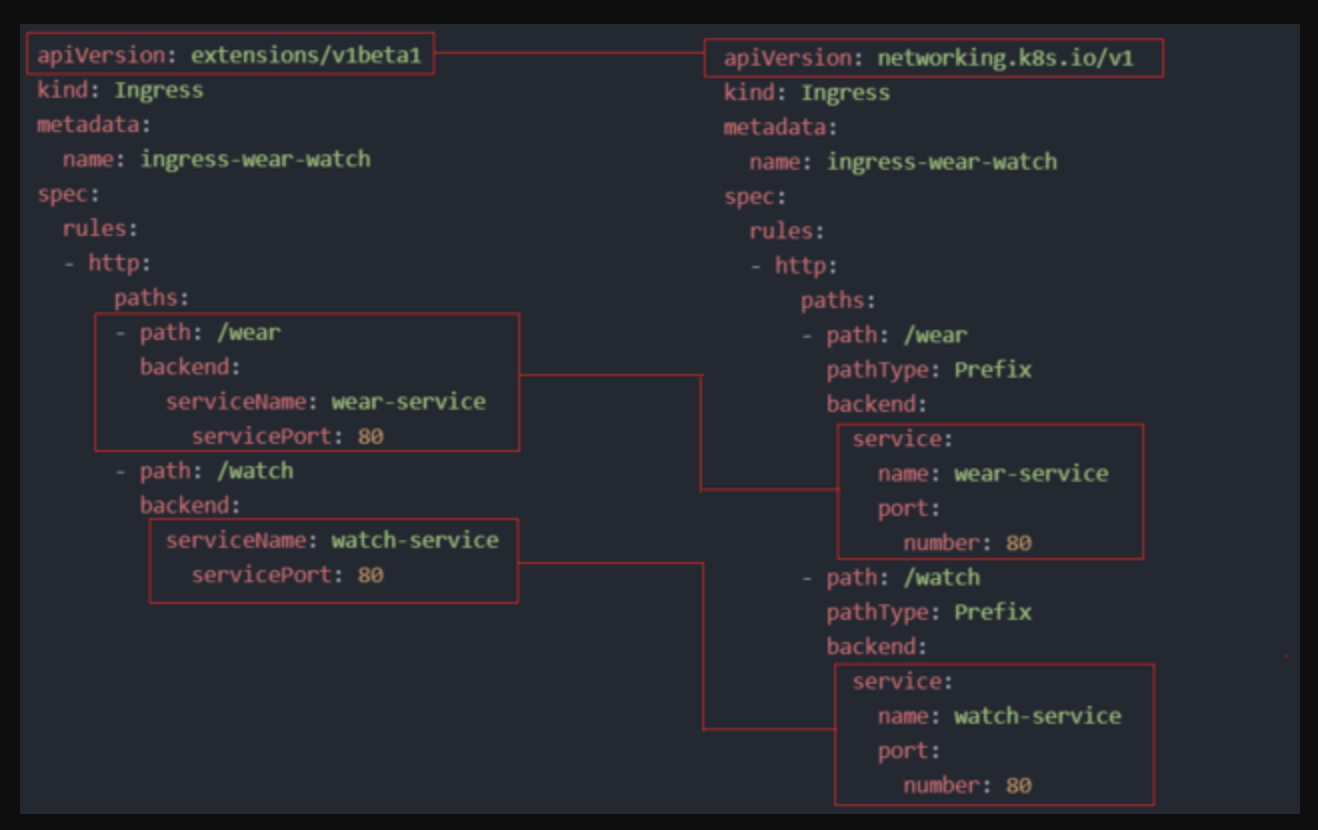 apiVersion: extensions/v1beta1
kind: Ingress
metadata:
  name: ingress-wear-watch
spec:
  rules:
  - http:
      paths:
      - path: /wear
        backend:
          serviceName: wear-service
            servicePort: 80
      - path: /watch
        backend:
          serviceName: watch-service
            servicePort: 80
apiVersion: networking.k8s.io/v1
kind: Ingress
metadata:
  name: ingress-wear-watch
spec:
  rules:
  - http:
      paths:
      - path: /wear
        pathType: Prefix
        backend:
          service:
            name: wear-service
            port:
              number: 80
      - path: /watch
        pathType: Prefix
        backend:
          service:
            name: watch-service
            port:
              number: 80